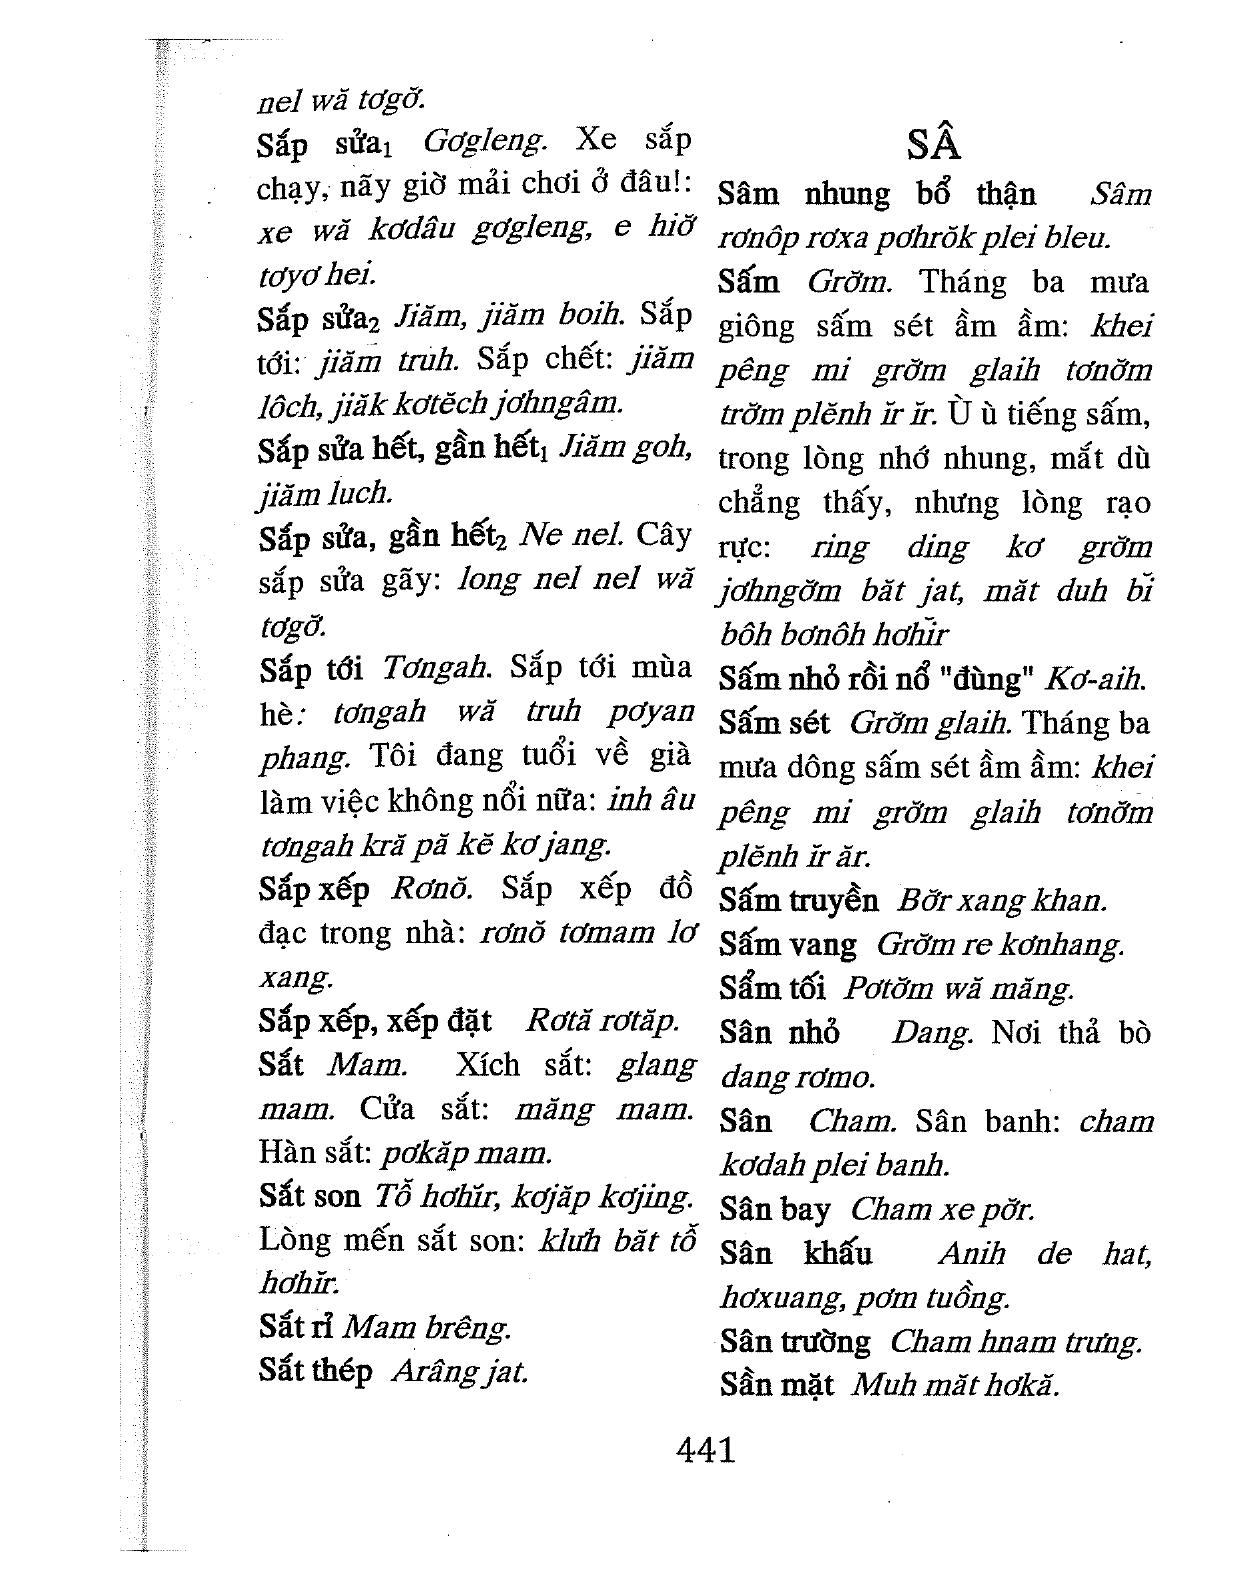 nel wă tơgỡ̆.
Sắp sửa₁ Gơgleng. Xe sắp
chạy, nãy giờ mải chơi ở đâu!:
xe wă kơdâu gơgleng, e hiỡ̆
tơyơ hei.
Sắp sửa₂ Jiăm, jiăm boih. Sắp
tới: jiăm truh. Sắp chết: jiăm
lôch, jiăk kơtĕch jơhngâm.
Sắp sửa hết, gần hết₁ Jiăm goh,
jiăm luch.
Sắp sửa, gần hết₂ Ne nel. Cây
sắp sửa gãy: long nel nel wă
tơgơ̆.
Sắp tới Tơngah. Sắp tới mùa
hè: tơngah wă truh pơyan
phang. Tôi đang tuổi về già
làm việc không nổi nữa: inh âu
tơngah kră pă kĕ kơ jang.
Sắp xếp Rơnŏ. Sắp xếp đồ
đạc trong nhà: rơnŏ tơmam lơ
xang.
Sắp xếp, xếp đặt Rơtă rơtăp.
Sắt Mam. Xích sắt: glang
mam. Cửa sắt: măng mam.
Hàn sắt: pơkăp mam.
Sắt son Tô̆ hơhĭr, kơjăp kơjing.
Lòng mến sắt son: klưh băt tô̆
hơhĭr.
Sắt rỉ Mam brêng.
Sắt thép Arâng jat.
SÂ
Sâm nhung bổ thận Sâm
rơnôp rơxa pơhrŏk plei bleu.
Sấm Grơ̆m. Tháng ba mưa
giông sấm sét ầm ầm: khei
pêng mi grơ̆m glaih tơnơ̆m
trơ̆m plĕnh ĭr ĭr. Ù ù tiếng sấm,
trong lòng nhớ nhung, mắt dù
chẳng thấy, nhưng lòng rạo
rực: ring ding kơ grơ̆m
jơhngơ̆m băt jat, măt duh bĭ
bôh bơnôh hơhĭr
Sấm nhỏ rồi nổ "đùng" Kơ-aih.
Sấm sét Grơ̆m glaih. Tháng ba
mưa dông sấm sét ầm ầm: khei
pêng mi grơ̆m glaih tơnơ̆m
plĕnh ĭr ăr.
Sấm truyền Bơ̆r xang khan.
Sấm vang Grơ̆m re kơnhang.
Sẩm tối Pơtơ̆m wă măng.
Sân nhỏ Dang. Nơi thả bò
dang rơmo.
Sân Cham. Sân banh: cham
kơdah plei banh.
Sân bay Cham xe pơ̆r.
Sân khấu Anih de hat,
hơxuang, pơm tuồng.
Sân trường Cham hnam trưng.
Sần mặt Muh măt hơkă.
441